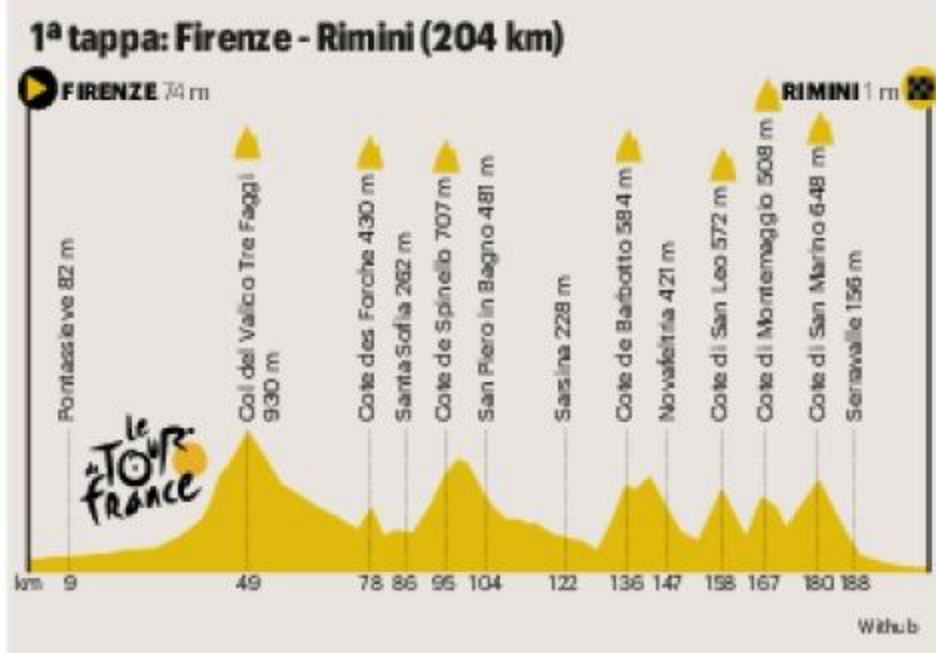 1ª tappa: Firenze - Rimini (204 km)
FIRENZE 74 m
RIMINI 1 m
Pontassieve 82 m
Coll del Valico Tre Faggi
930 m
Cote des Forche 430 m
Santa Sofia 262 m
Cote de Spinello 707 m
San Piero in Bagno 481 m
Sarsina 228 m
Cote de Barbotto 584 m
Novafeltria 421 m
Cote di San Leo 572 m
Cote di Montemaggio 508 m
Cote di San Marino 648 m
Serravalle 156 m
Le
Tour
de
france
km 9 49 78 86 95 104 122 136 147 158 167 180 188
Withub